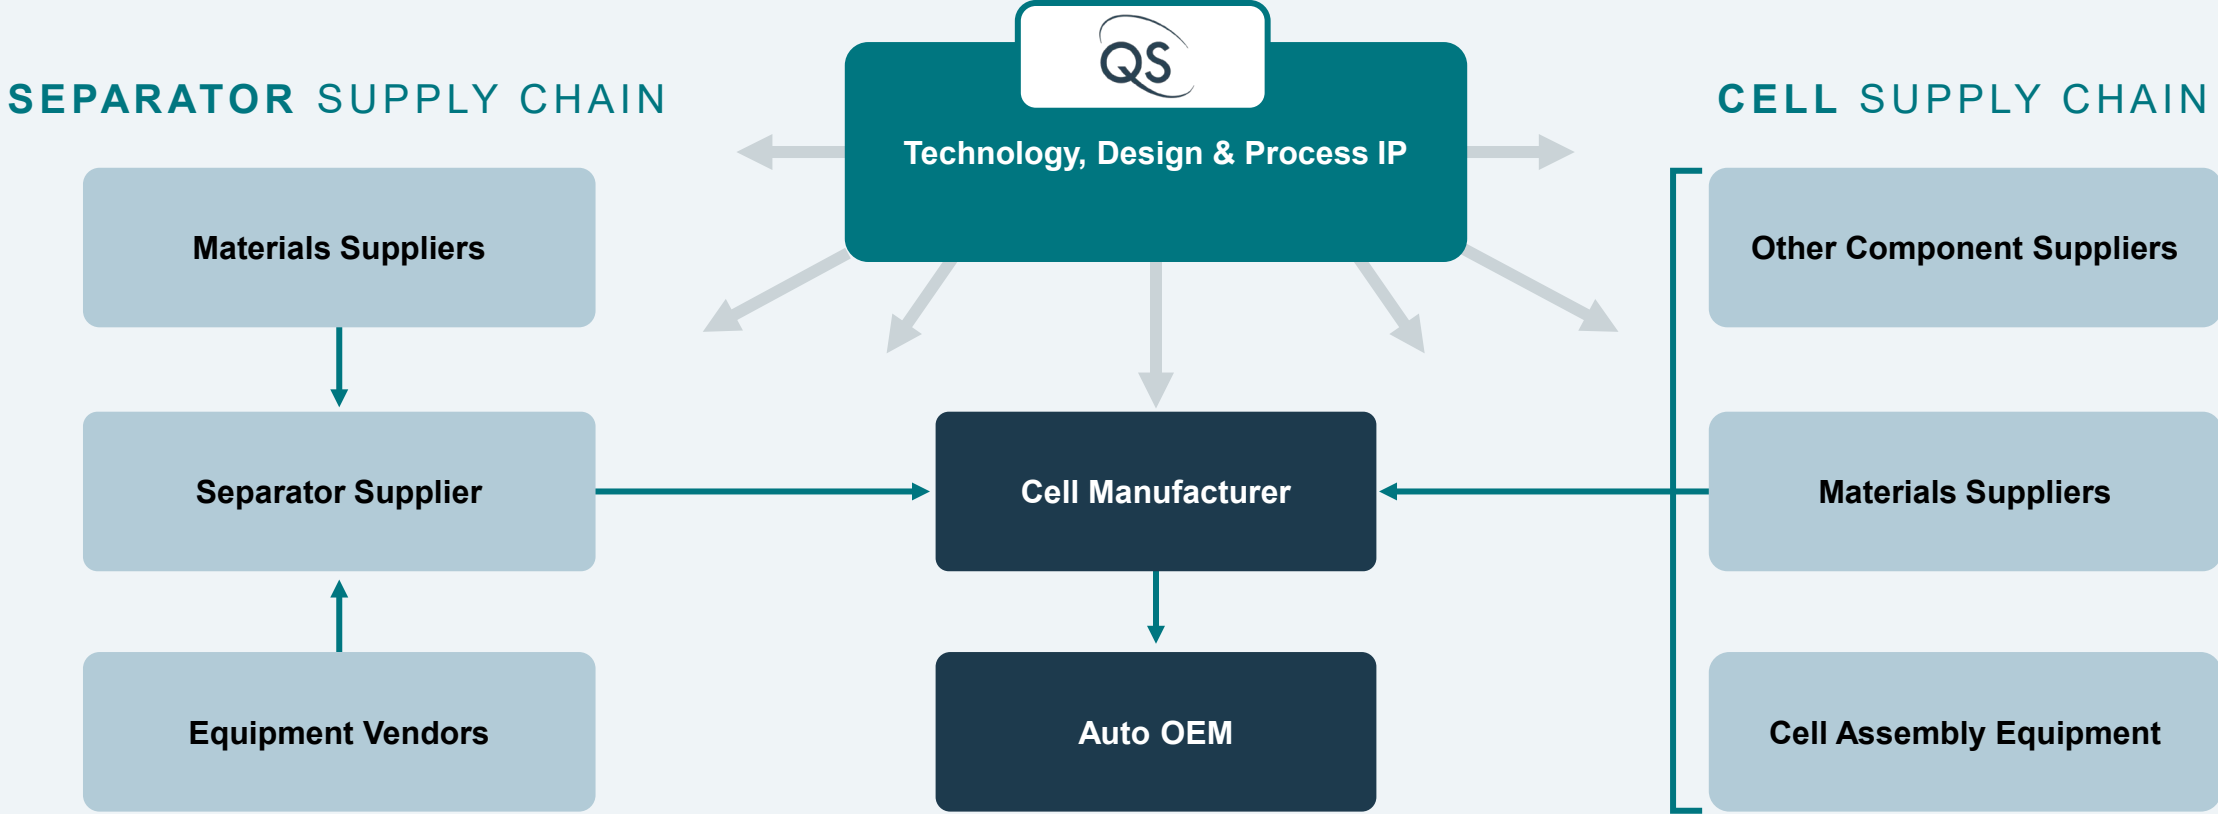 QS
Technology, Design & Process IP
SEPARATOR SUPPLY CHAIN
Materials Suppliers
Separator Supplier
Equipment Vendors
Cell Manufacturer
Auto OEM
CELL SUPPLY CHAIN
Other Component Suppliers
Materials Suppliers
Cell Assembly Equipment